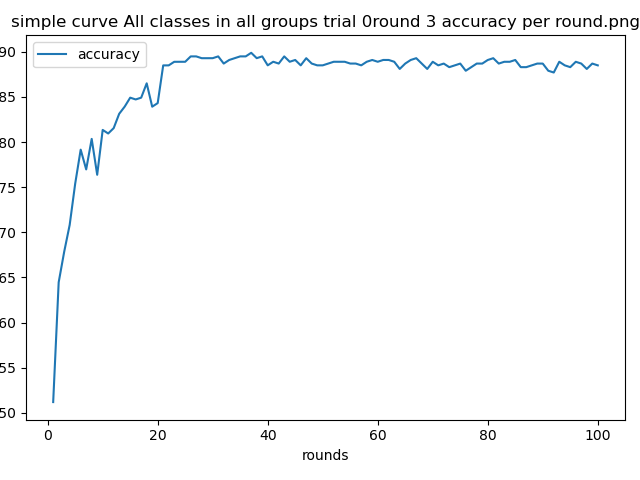 simple curve All classes in all groups trial 0round 3 accuracy per round.png
accuracy
90
85
80
75
70
65
60
55
50
0 20 40 60 80 100
rounds